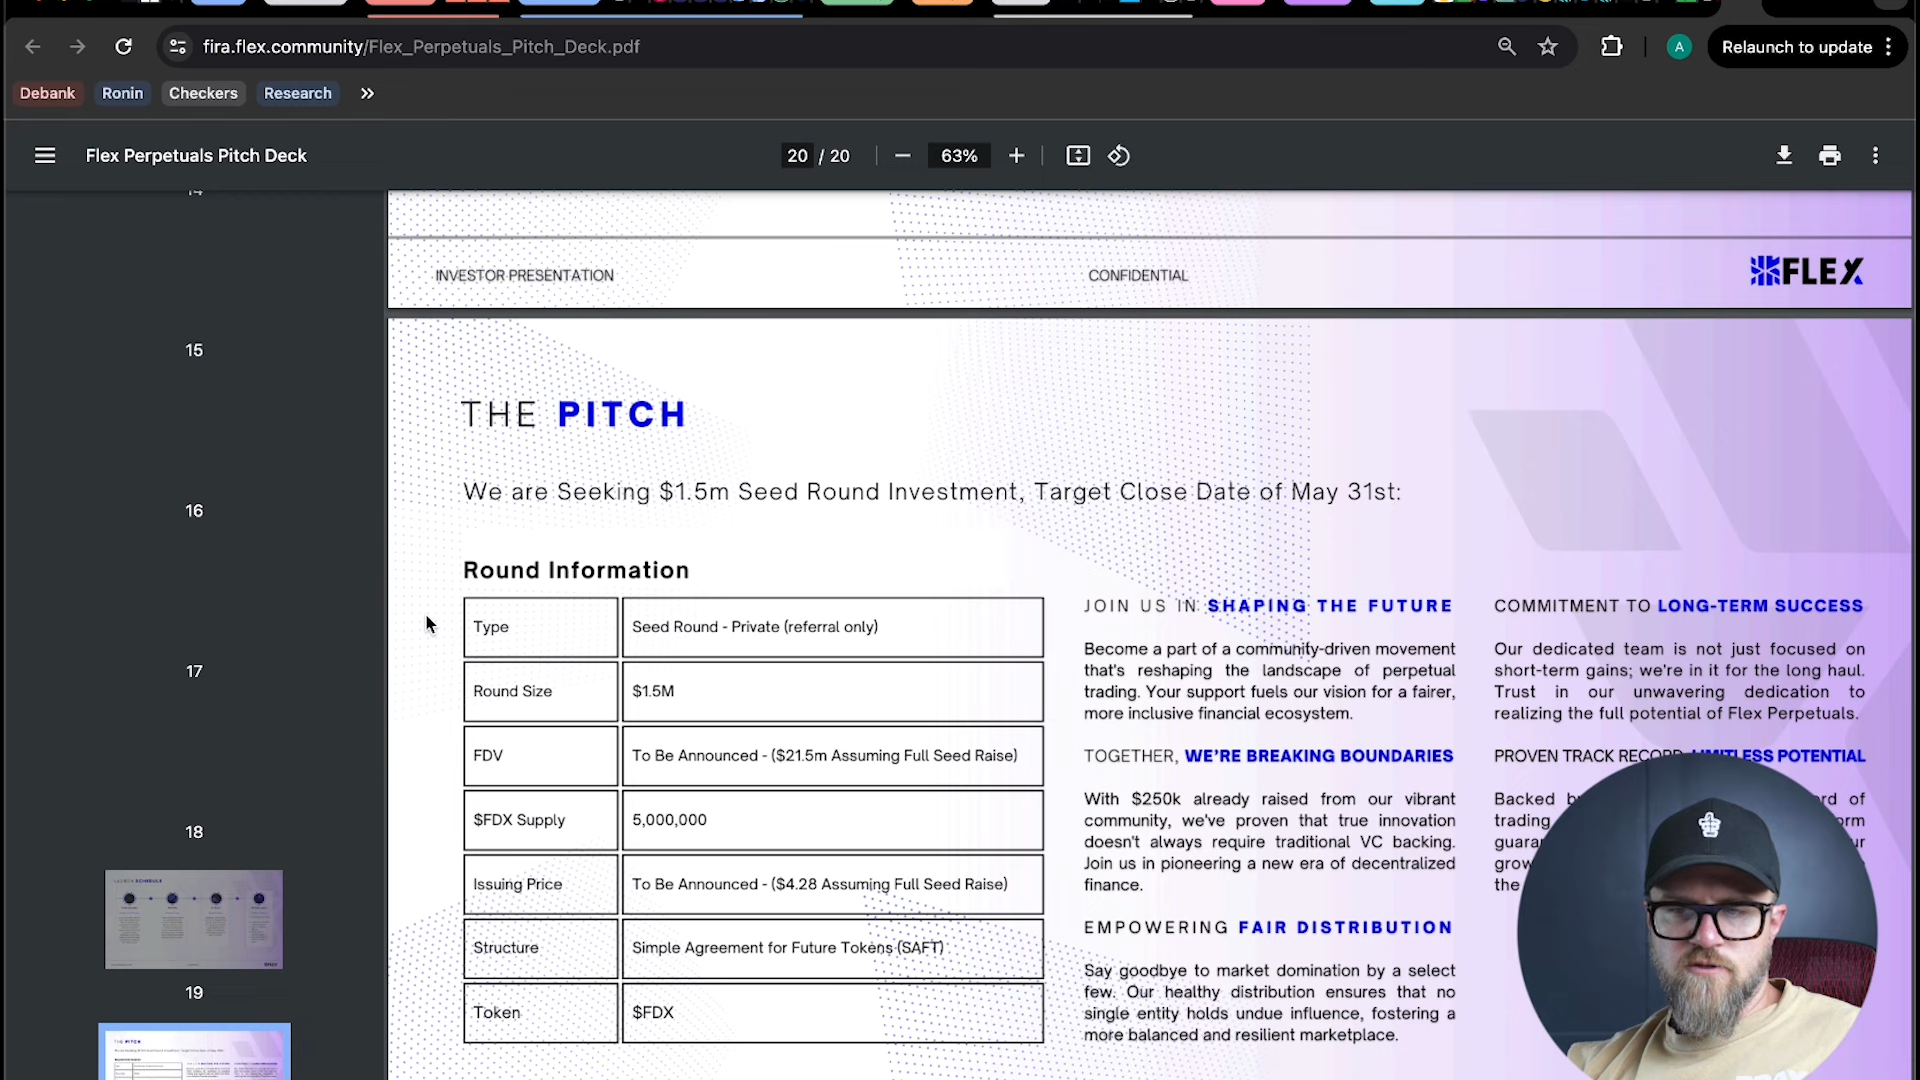 fira.flex.community/Flex_Perpetuals_Pitch_Deck.pdf
A
Relaunch to update
Debank
Ronin
Checkers
Research
Flex Perpetuals Pitch Deck
20 / 20
63%
14
15
16
17
18
19
INVESTOR PRESENTATION
CONFIDENTIAL
FLEX
THE PITCH
We are Seeking $1.5m Seed Round Investment, Target Close Date of May 31st:
Round Information
Type
Seed Round - Private (referral only)
Round Size
$1.5M
FDV
To Be Announced - ($21.5m Assuming Full Seed Raise)
$FDX Supply
5,000,000
Issuing Price
To Be Announced - ($4.28 Assuming Full Seed Raise)
Structure
Simple Agreement for Future Tokens (SAFT)
Token
$FDX
JOIN US IN SHAPING THE FUTURE
Become a part of a community-driven movement
that's reshaping the landscape of perpetual
trading. Your support fuels our vision for a fairer,
more inclusive financial ecosystem.
TOGETHER, WE'RE BREAKING BOUNDARIES
With $250k already raised from our vibrant
community, we've proven that true innovation
doesn't always require traditional VC backing.
Join us in pioneering a new era of decentralized
finance.
EMPOWERING FAIR DISTRIBUTION
Say goodbye to market domination by a select
few. Our healthy distribution ensures that no
single entity holds undue influence, fostering a
more balanced and resilient marketplace.
COMMITMENT TO LONG-TERM SUCCESS
Our dedicated team is not just focused on
short-term gains; we're in it for the long haul.
Trust in our unwavering dedication to
realizing the full potential of Flex Perpetuals.
PROVEN TRACK RECORD, LIMITLESS POTENTIAL
Backed of
trading
the
THE PITCH